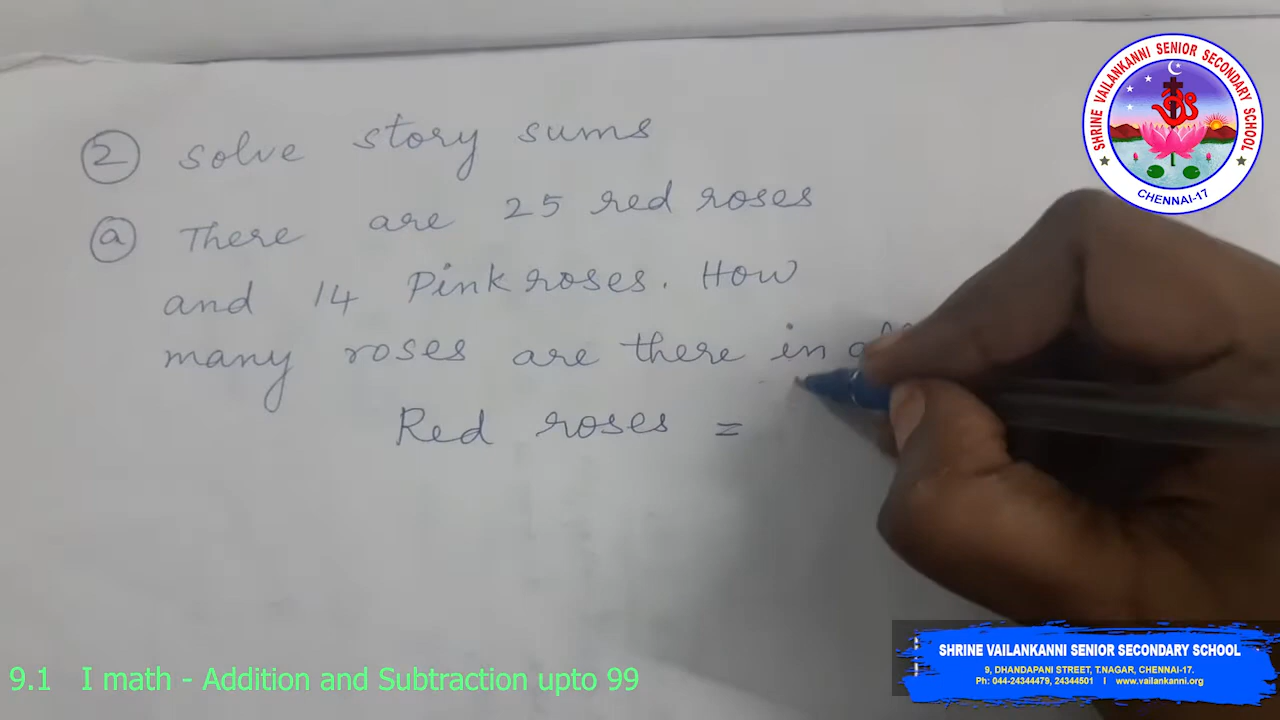 2 solve story sums
a There are 25 red roses
and 14 Pink roses. How
many roses are there in
Red roses =
SHRINE VAILANKANNI SENIOR SECONDARY SCHOOL
CHENNAI-17
SHRINE VAILANKANNI SENIOR SECONDARY SCHOOL
9, DHANDAPANI STREET, T.NAGAR, CHENNAI-17.
Ph: 044-24344479, 24344501 I www.vailankanni.org
9.1 I math - Addition and Subtraction upto 99